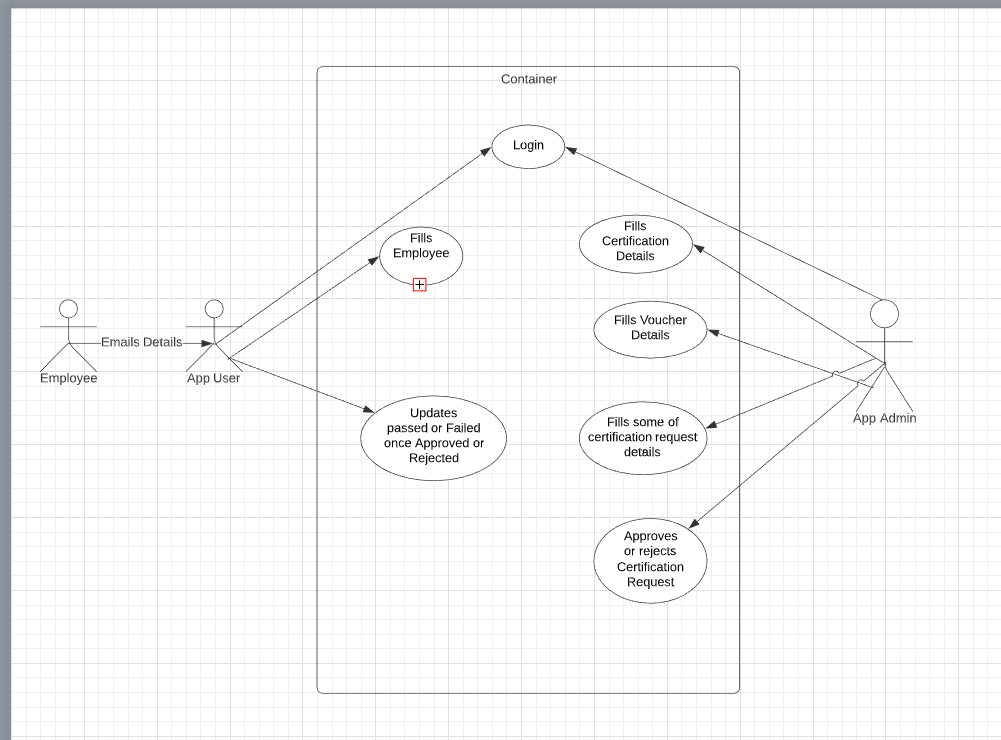 Container
Login
Fills
Employee
Fills
Certification
Details
Fills Voucher
Details
Emails Details
Employee
App User
App Admin
Updates
passed or Failed
once Approved or
Rejected
Fills some of
certification request
details
Approves
or rejects
Certification
Request